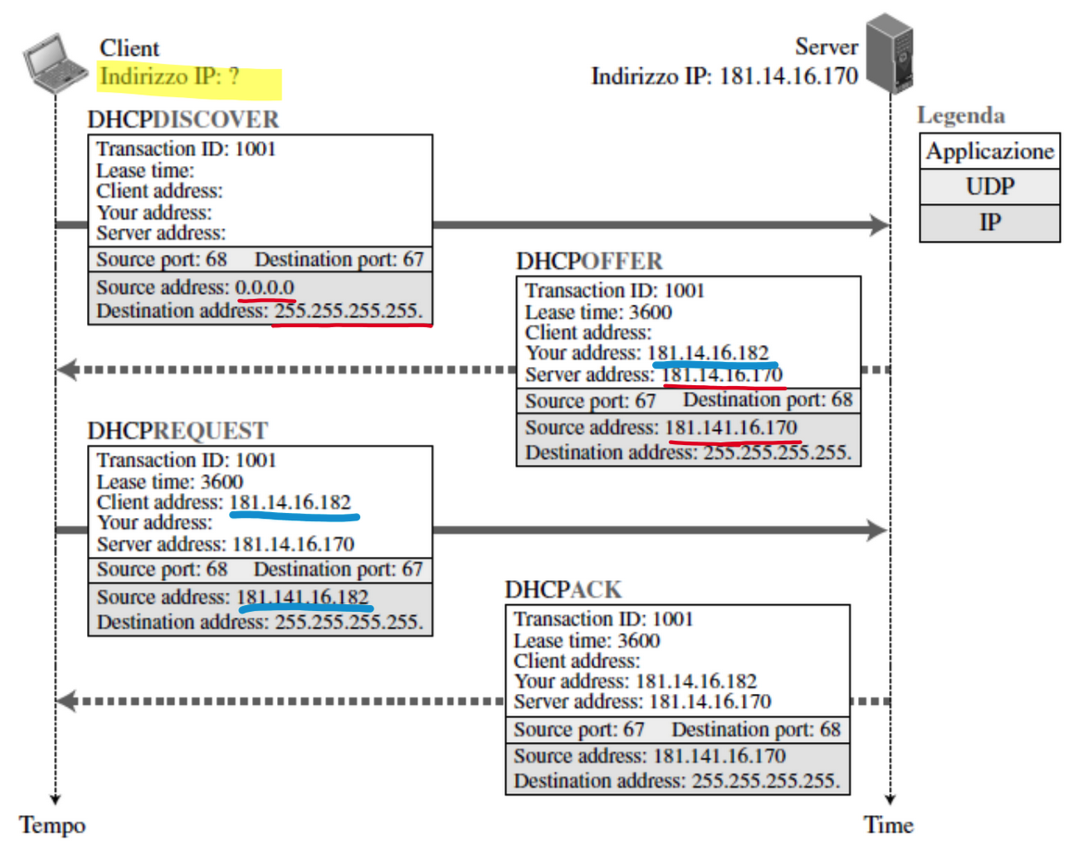 Client
Indirizzo IP: ?
Server
Indirizzo IP: 181.14.16.170
Legenda
Applicazione
UDP
IP
DHCPDISCOVER
Transaction ID: 1001
Lease time:
Client address:
Your address:
Server address:
Source port: 68 Destination port: 67
Source address: 0.0.0.0
Destination address: 255.255.255.255.
DHCPOFFER
Transaction ID: 1001
Lease time: 3600
Client address:
Your address: 181.14.16.182
Server address: 181.14.16.170
Source port: 67 Destination port: 68
Source address: 181.141.16.170
Destination address: 255.255.255.255.
DHCPREQUEST
Transaction ID: 1001
Lease time: 3600
Client address: 181.14.16.182
Your address:
Server address: 181.14.16.170
Source port: 68 Destination port: 67
Source address: 181.141.16.182
Destination address: 255.255.255.255.
DHCPACK
Transaction ID: 1001
Lease time: 3600
Client address:
Your address: 181.14.16.182
Server address: 181.14.16.170
Source port: 67 Destination port: 68
Source address: 181.141.16.170
Destination address: 255.255.255.255.
Tempo
Time